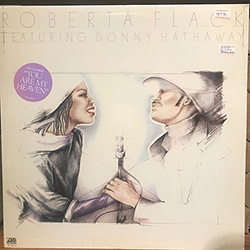 ROBERTA FLACK
FEATURING DONNY HATHAWAY
"YOU
ARE MY
HEAVEN"